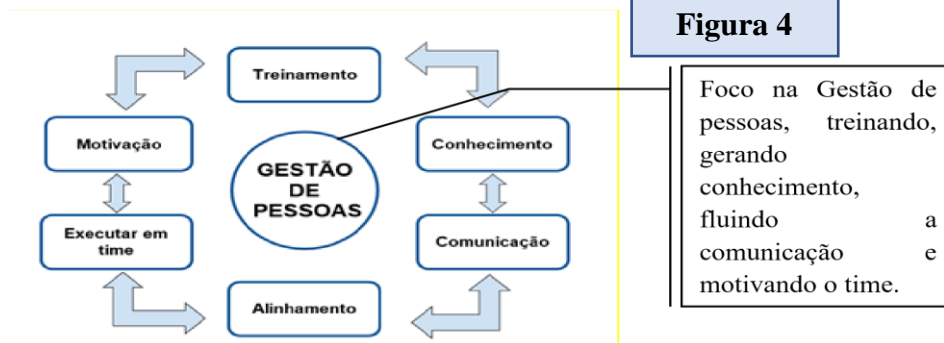 Figura 4
Treinamento
Motivação
Conhecimento
GESTÃO
DE
PESSOAS
Executar em
time
Comunicação
Alinhamento
Foco na Gestão de
pessoas, treinando,
gerando
conhecimento,
fluindo a
comunicação e
motivando o time.